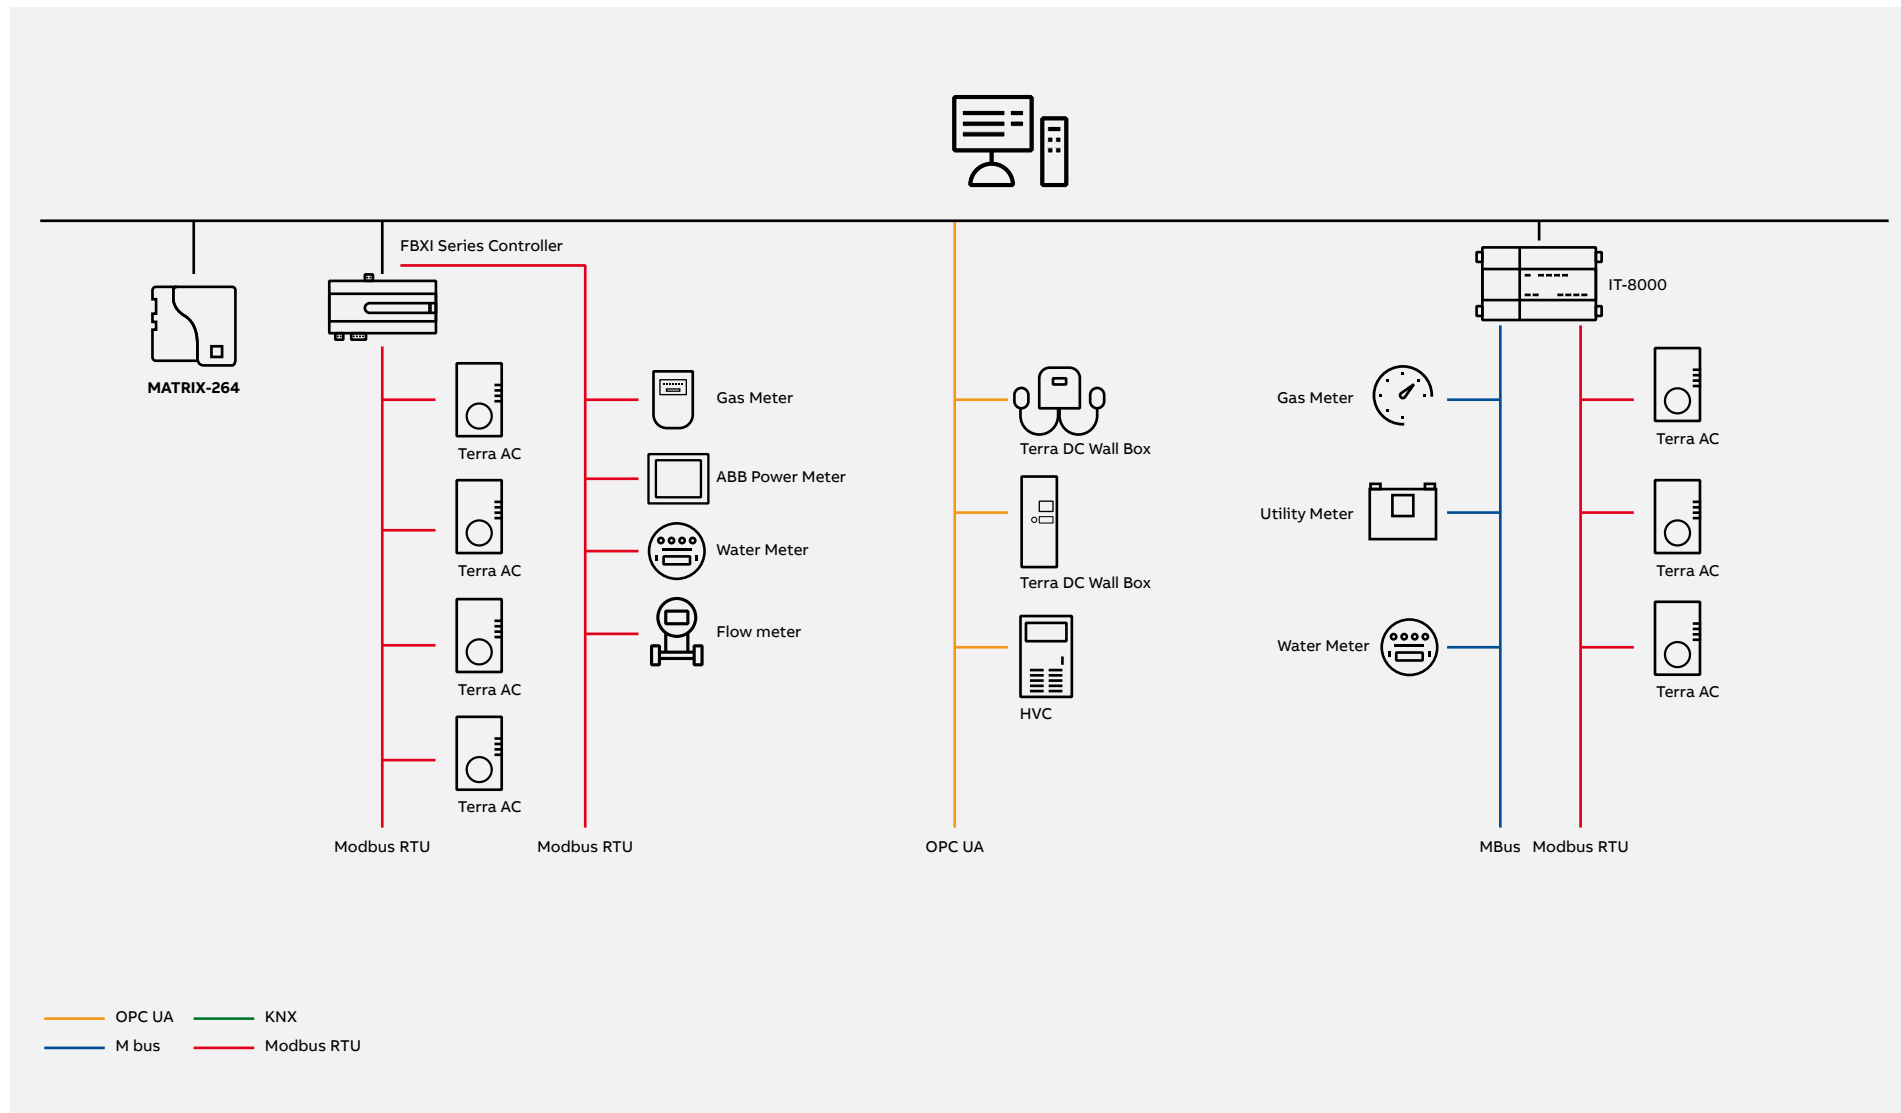 FBXI Series Controller
IT-8000
MATRIX-264
Gas Meter
Gas Meter
Terra AC
Terra DC Wall Box
Terra AC
ABB Power Meter
Utility Meter
Water Meter
Terra AC
Terra DC Wall Box
Terra AC
Flow meter
Water Meter
Terra AC
HVC
Terra AC
Terra AC
Modbus RTU
Modbus RTU
OPC UA
MBus
Modbus RTU
OPC UA
KNX
M bus
Modbus RTU